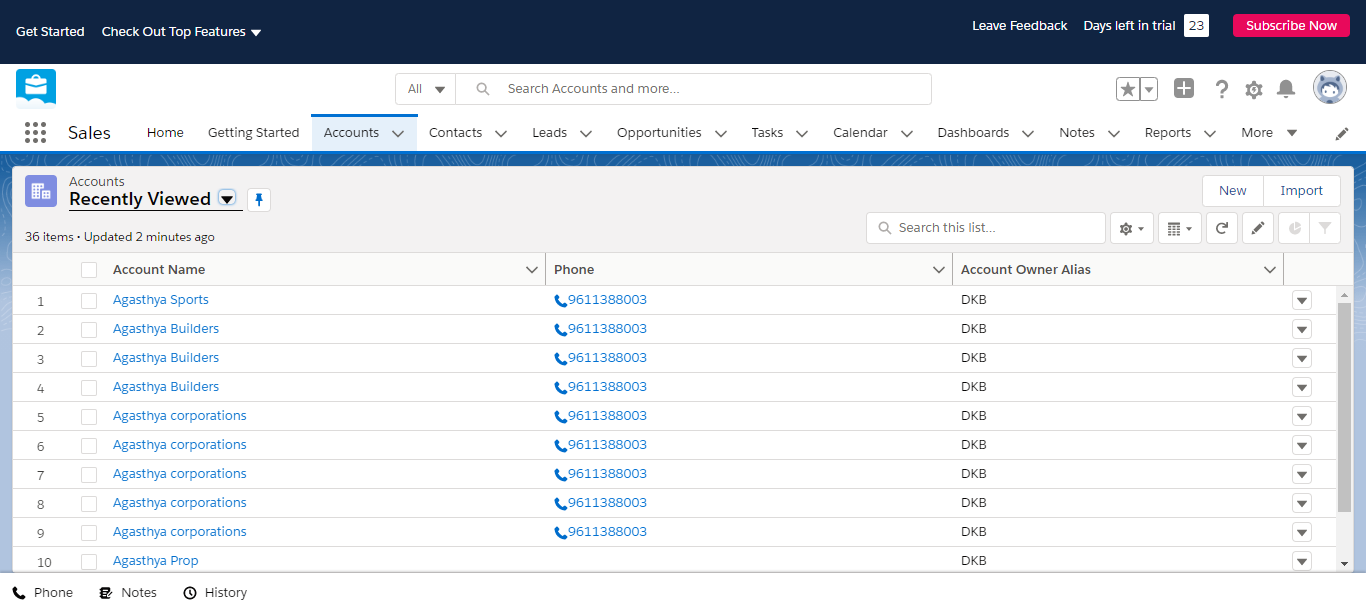 Get Started Check Out Top Features Leave Feedback Days left in trial 23 Subscribe Now
All Search Accounts and more...
Sales Home Getting Started Accounts Contacts Leads Opportunities Tasks Calendar Dashboards Notes Reports More
Accounts
Recently Viewed
New Import
36 items • Updated 2 minutes ago
Search this list...
Account Name Phone Account Owner Alias
1 Agasthya Sports 9611388003 DKB
2 Agasthya Builders 9611388003 DKB
3 Agasthya Builders 9611388003 DKB
4 Agasthya Builders 9611388003 DKB
5 Agasthya corporations 9611388003 DKB
6 Agasthya corporations 9611388003 DKB
7 Agasthya corporations 9611388003 DKB
8 Agasthya corporations 9611388003 DKB
9 Agasthya corporations 9611388003 DKB
10 Agasthya Prop DKB
Phone Notes History